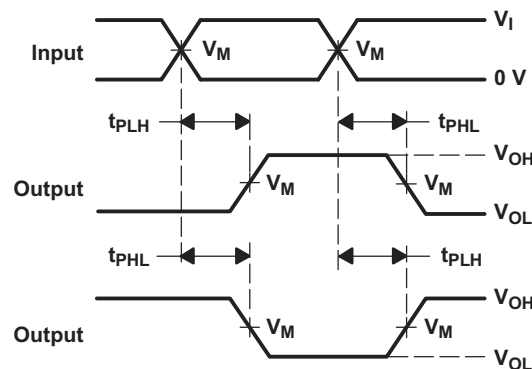 V_I
Input V_M V_M
0 V
t_PLH t_PHL
V_OH
Output V_M V_M
V_OL
t_PHL t_PLH
V_OH
Output V_M V_M
V_OL